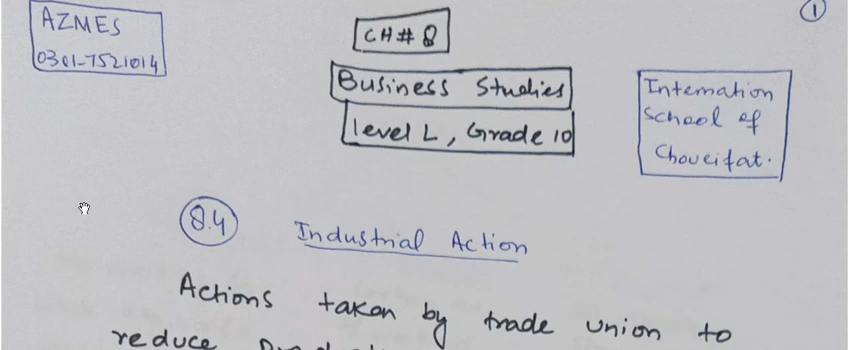 ①
AZMES
0301-7521014
CH# 8
Business Studies
level L, Grade 10
Internation
School of
Choueifat.
8.4 Industrial Action
Actions taken by trade union to
reduce